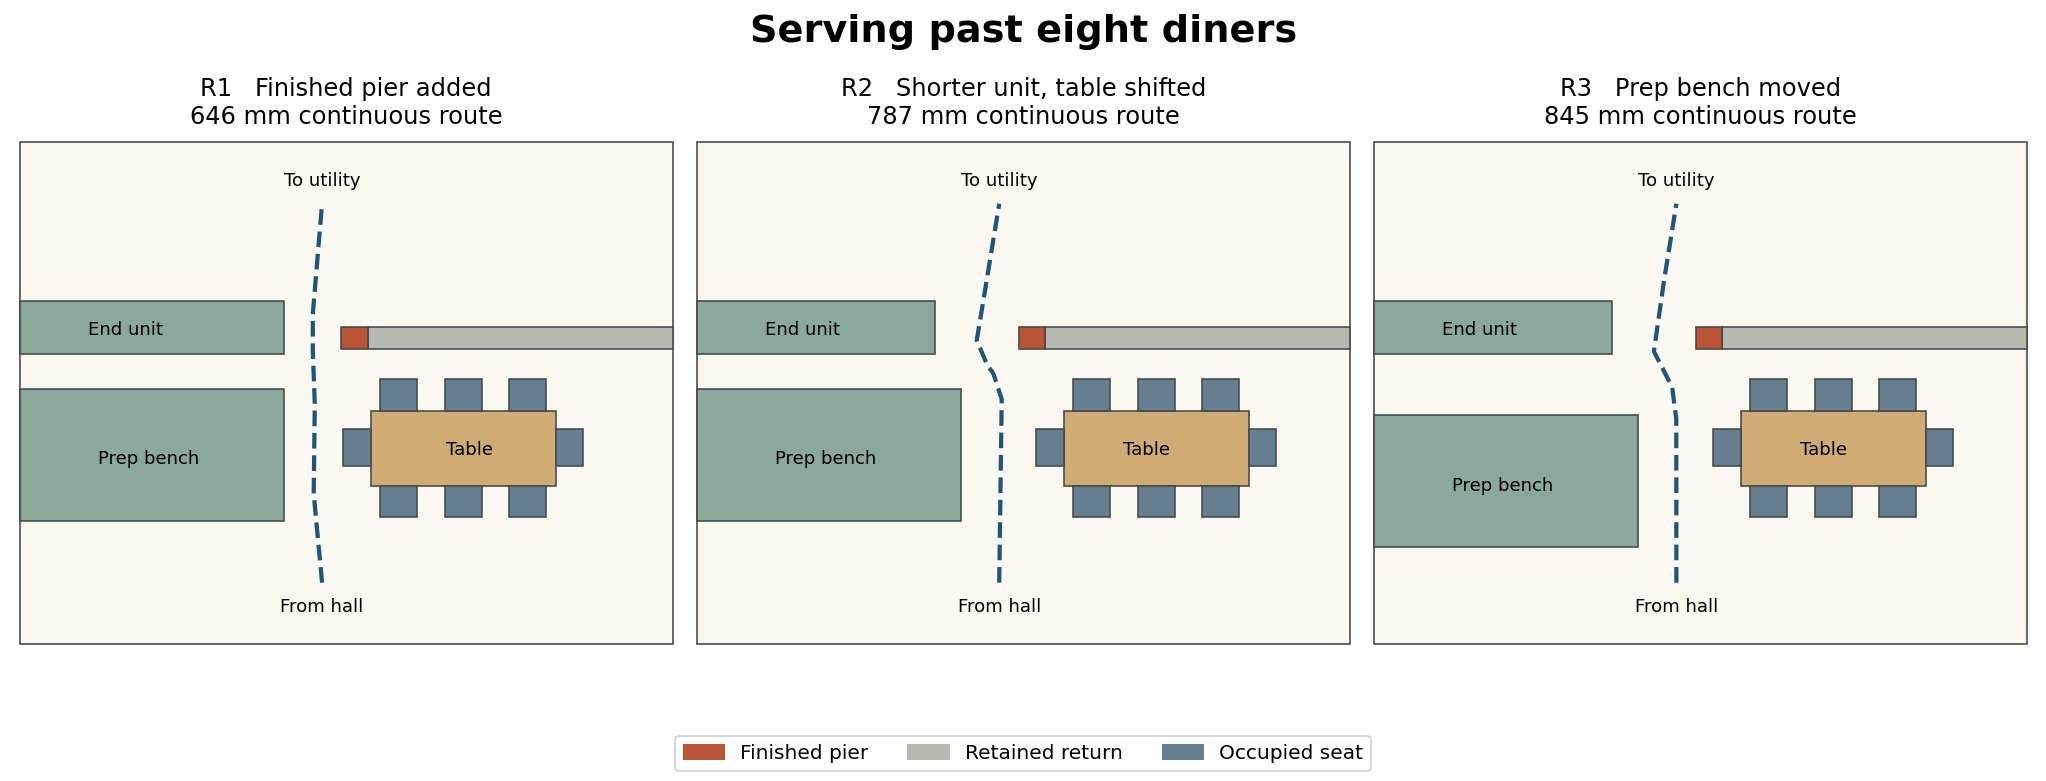 Serving past eight diners
R1 Finished pier added
646 mm continuous route
To utility
End unit
Prep bench
Table
From hall
R2 Shorter unit, table shifted
787 mm continuous route
To utility
End unit
Prep bench
Table
From hall
R3 Prep bench moved
845 mm continuous route
To utility
End unit
Prep bench
Table
From hall
Finished pier
Retained return
Occupied seat